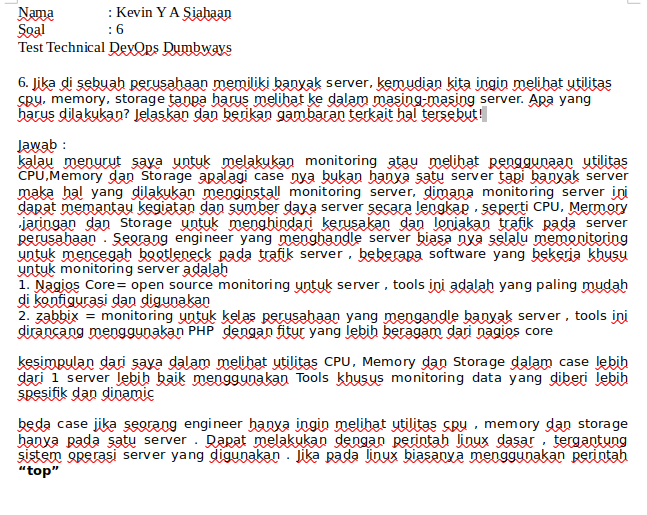 Nama : Kevin Y A Siahaan
Soal : 6
Test Technical DevOps Dumbways
6. Jika di sebuah perusahaan memiliki banyak server, kemudian kita ingin melihat utilitas
cpu, memory, storage tanpa harus melihat ke dalam masing-masing server. Apa yang
harus dilakukan? Jelaskan dan berikan gambaran terkait hal tersebut!
Jawab :
kalau menurut saya untuk melakukan monitoring atau melihat penggunaan utilitas
CPU,Memory dan Storage apalagi case nya bukan hanya satu server tapi banyak server
maka hal yang dilakukan menginstall monitoring server, dimana monitoring server ini
dapat memantau kegiatan dan sumber daya server secara lengkap , seperti CPU, Mermory
,jaringan dan Storage untuk menghindari kerusakan dan lonjakan trafik pada server
perusahaan . Seorang engineer yang menghandle server biasa nya selalu memonitoring
untuk mencegah bootleneck pada trafik server , beberapa software yang bekerja khusu
untuk monitoring server adalah
1. Nagios Core= open source monitoring untuk server , tools ini adalah yang paling mudah
di konfigurasi dan digunakan
2. zabbix = monitoring untuk kelas perusahaan yang mengandle banyak server , tools ini
dirancang menggunakan PHP dengan fitur yang lebih beragam dari nagios core
kesimpulan dari saya dalam melihat utilitas CPU, Memory dan Storage dalam case lebih
dari 1 server lebih baik menggunakan Tools khusus monitoring data yang diberi lebih
spesifik dan dinamic
beda case jika seorang engineer hanya ingin melihat utilitas cpu , memory dan storage
hanya pada satu server . Dapat melakukan dengan perintah linux dasar , tergantung
sistem operasi server yang digunakan . Jika pada linux biasanya menggunakan perintah
“top”